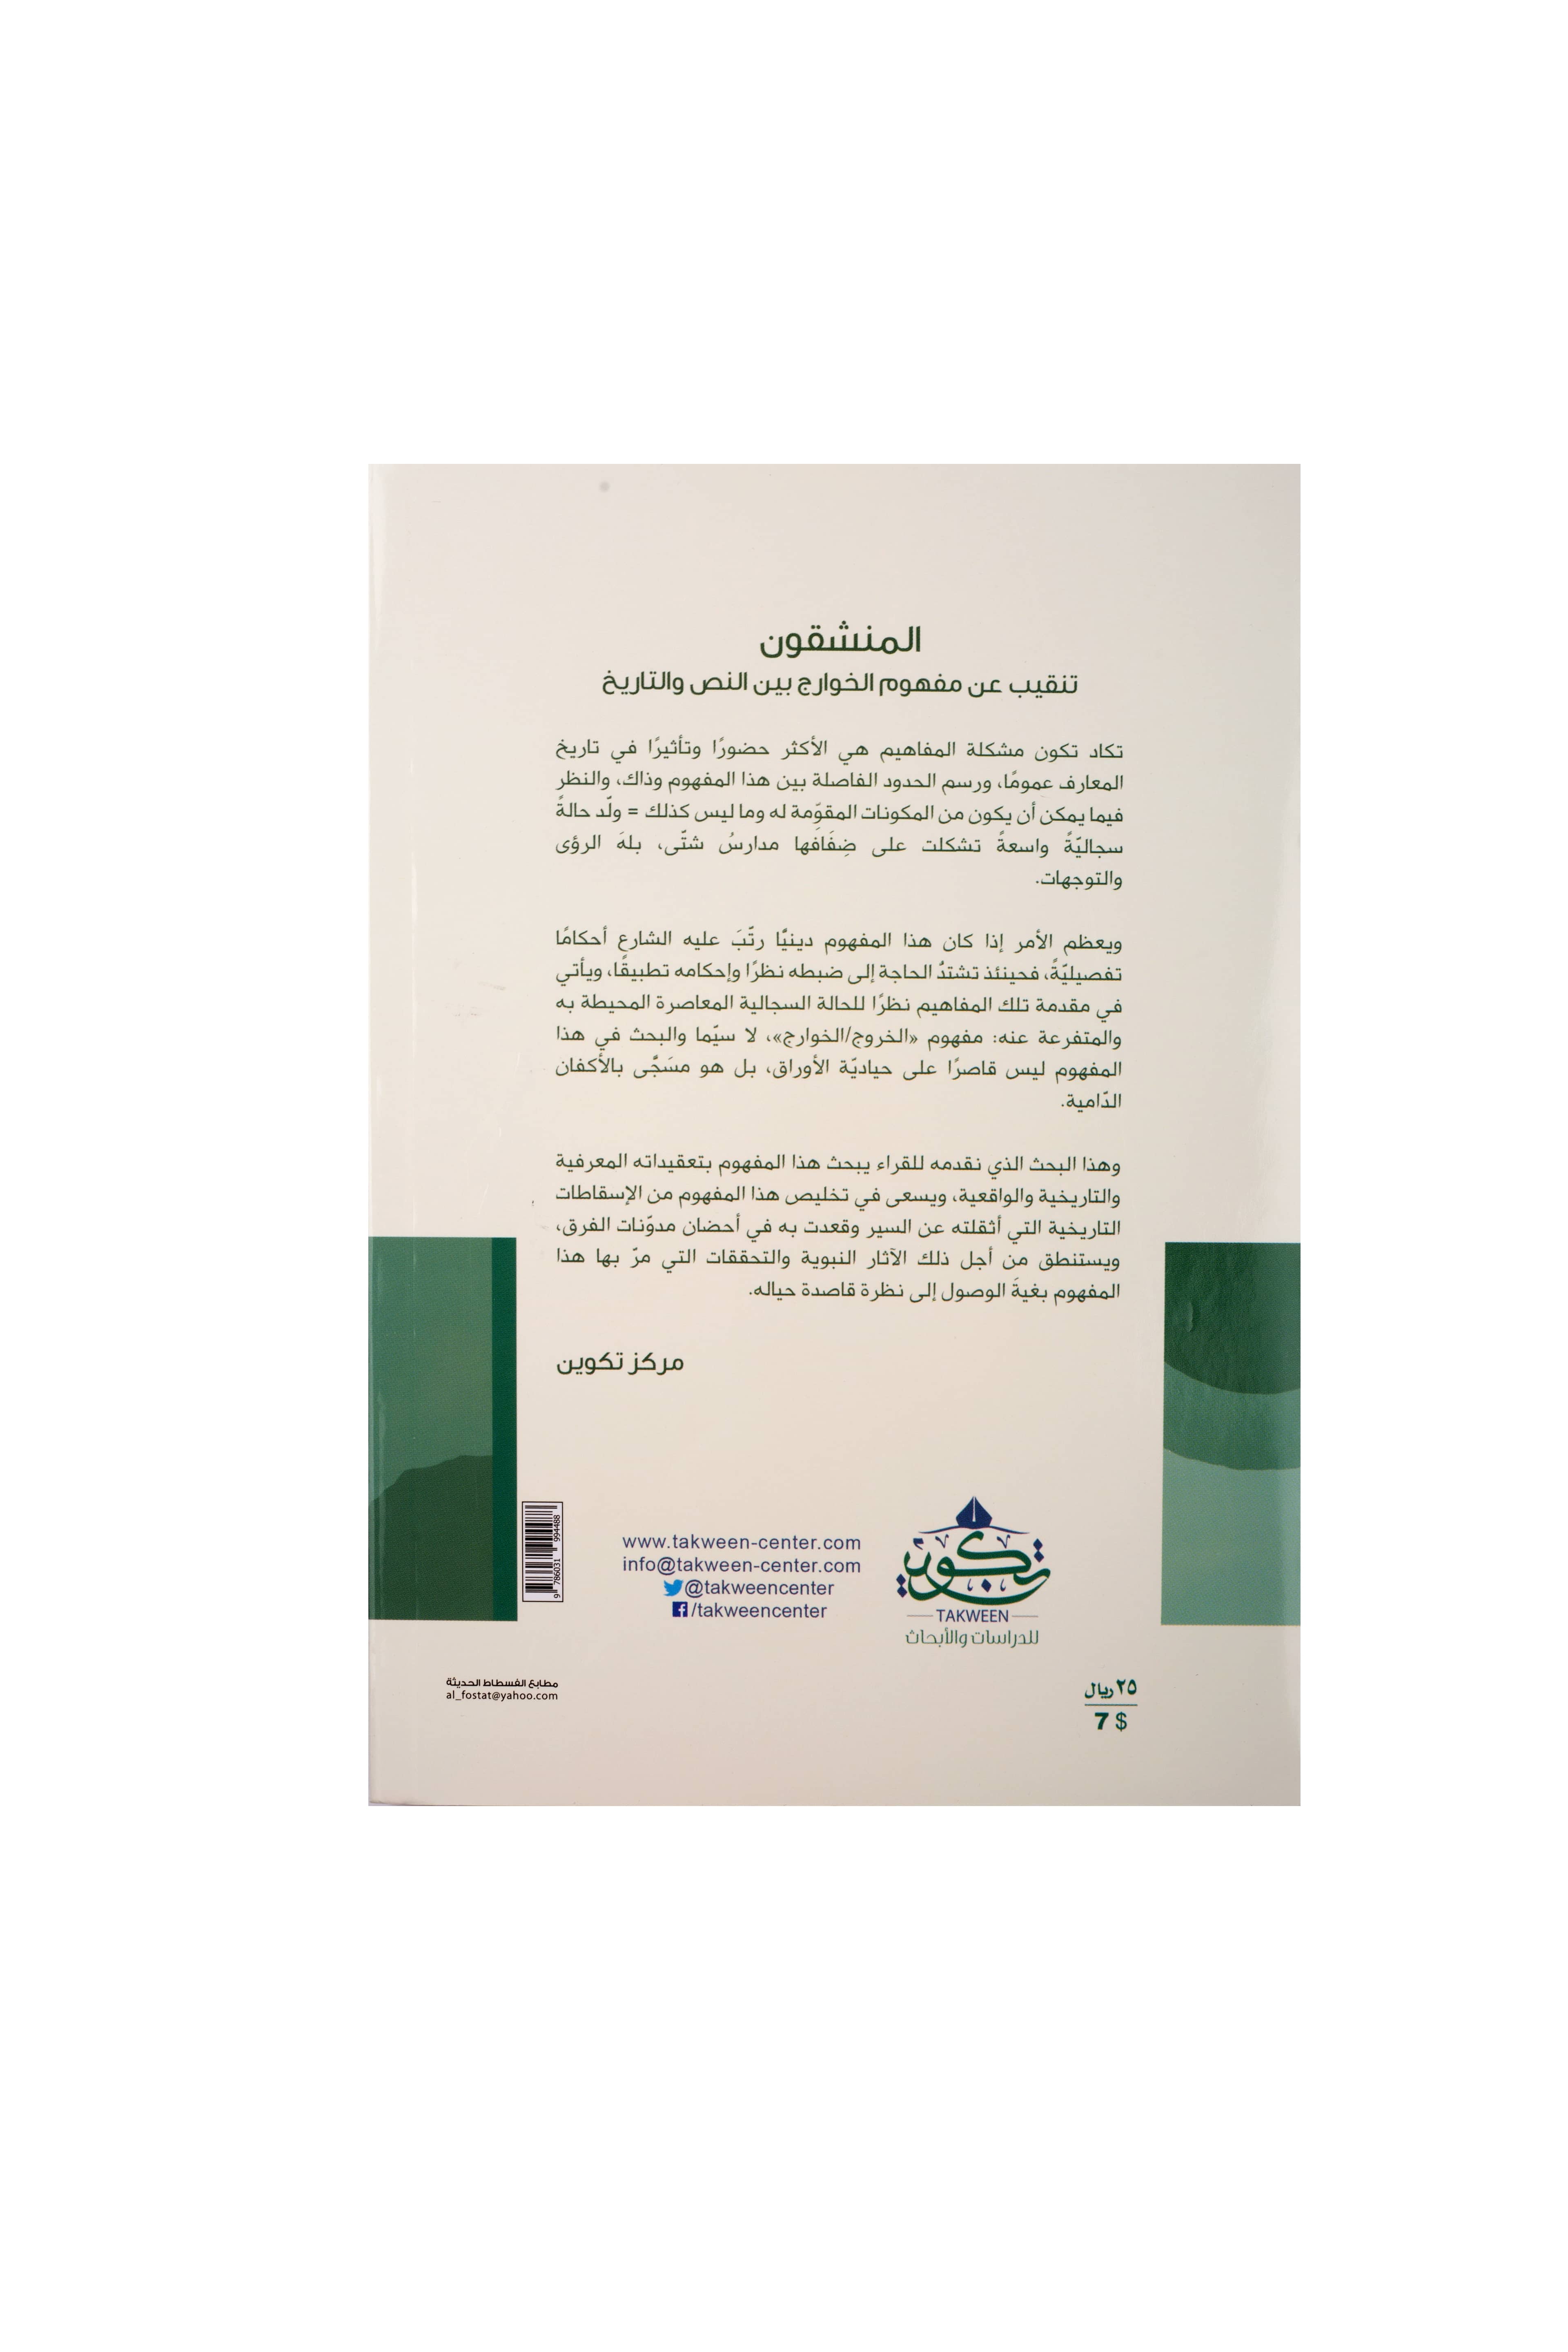 المنشقون
تنقيب عن مفهوم الخوارج بين النص والتاريخ
تكاد تكون مشكلة المفاهيم هي الأكثر حضورًا وتأثيرًا في تاريخ
المعارف عمومًا، ورسم الحدود الفاصلة بين هذا المفهوم وذاك، والنظر
فيما يمكن أن يكون من المكونات المقوِّمة له وما ليس كذلك = ولّد حالةً
سجاليّةً واسعةً تشكلت على ضِفَافها مدارسُ شتّى، بلهَ الرؤى
والتوجهات.
ويعظم الأمر إذا كان هذا المفهوم دينيًّا رتّبَ عليه الشارع أحكامًا
تفصيليّةً، فحينئذ تشتدُّ الحاجة إلى ضبطه نظرًا وإحكامه تطبيقًا، ويأتي
في مقدمة تلك المفاهيم نظرًا للحالة السجالية المعاصرة المحيطة به
والمتفرعة عنه: مفهوم «الخروج/الخوارج»، لا سيّما والبحث في هذا
المفهوم ليس قاصرًا على حياديّة الأوراق، بل هو مسَجًّى بالأكفان
الدّامية.
وهذا البحث الذي نقدمه للقراء يبحث هذا المفهوم بتعقيداته المعرفية
والتاريخية والواقعية، ويسعى في تخليص هذا المفهوم من الإسقاطات
التاريخية التي أثقلته عن السير وقعدت به في أحضان مدوّنات الفرق،
ويستنطق من أجل ذلك الآثار النبوية والتحققات التي مرّ بها هذا
المفهوم بغيةَ الوصول إلى نظرة قاصدة حياله.
مركز تكوين
تكوين
TAKWEEN
للدراسات والأبحاث
www.takween-center.com
info@takween-center.com
@takweencenter
/takweencenter
9 786031 994488
٢٥ ريال
7 $
مطابع الفسطاط الحديثة
al_fostat@yahoo.com